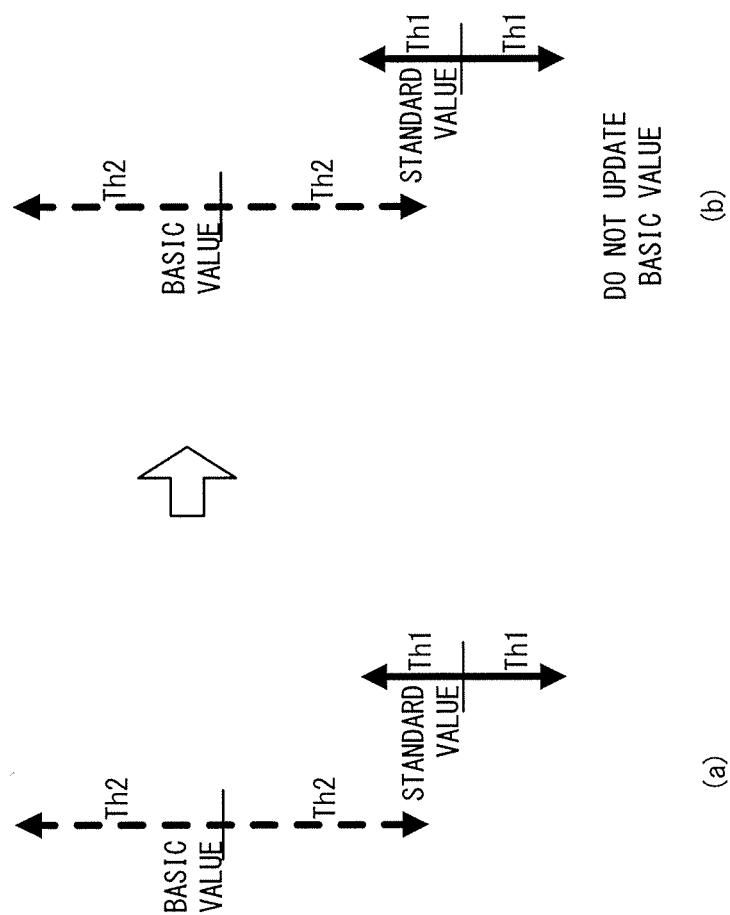 Th2
BASIC
VALUE
Th2
STANDARD
VALUE
Th1
Th1
(a)
Th2
BASIC
VALUE
Th2
STANDARD
VALUE
Th1
Th1
DO NOT UPDATE
BASIC VALUE
(b)